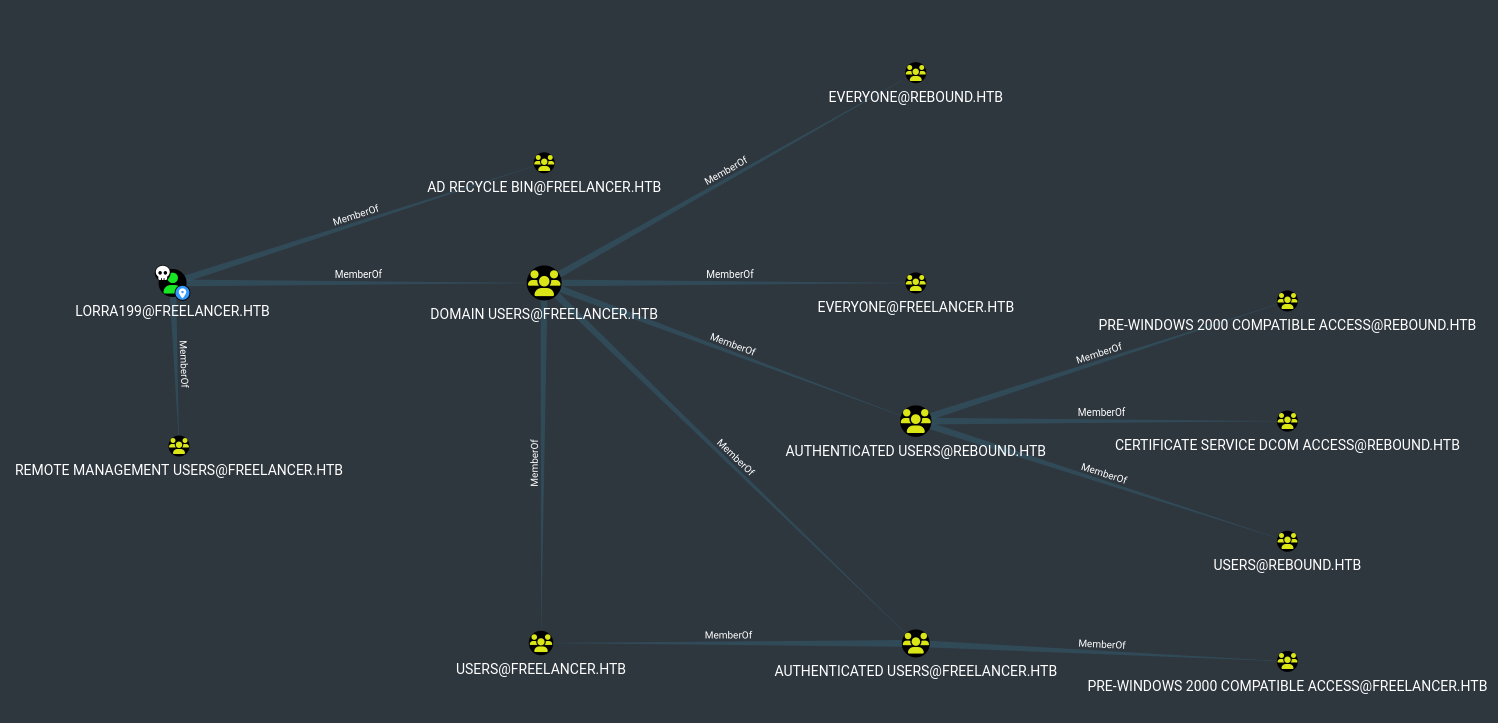 EVERYONE@REBOUND.HTB
MemberOf
AD RECYCLE BIN@FREELANCER.HTB
MemberOf
MemberOf
MemberOf
LORRA199@FREELANCER.HTB
DOMAIN USERS@FREELANCER.HTB
EVERYONE@FREELANCER.HTB
PRE-WINDOWS 2000 COMPATIBLE ACCESS@REBOUND.HTB
MemberOf
MemberOf
MemberOf
MemberOf
CERTIFICATE SERVICE DCOM ACCESS@REBOUND.HTB
AUTHENTICATED USERS@REBOUND.HTB
REMOTE MANAGEMENT USERS@FREELANCER.HTB
MemberOf
MemberOf
MemberOf
USERS@REBOUND.HTB
MemberOf
MemberOf
USERS@FREELANCER.HTB
AUTHENTICATED USERS@FREELANCER.HTB
PRE-WINDOWS 2000 COMPATIBLE ACCESS@FREELANCER.HTB